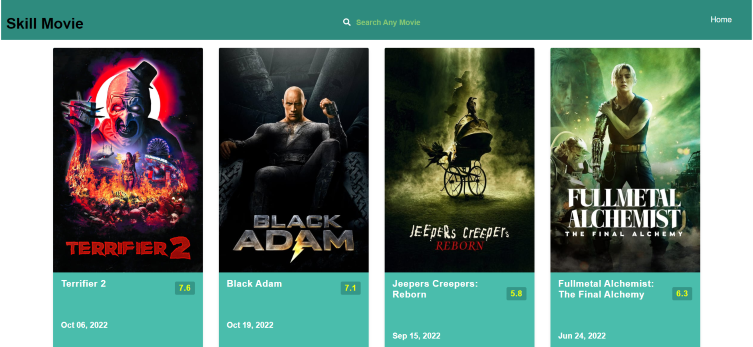 Skill Movie
Search Any Movie
Home
TERRIFIER 2
BLACK
ADAM
JEEPERS CREEPERS
REBORN
FULLMETAL
ALCHEMIST
THE FINAL ALCHEMY
Terrifier 2
7.6
Oct 06, 2022
Black Adam
7.1
Oct 19, 2022
Jeepers Creepers:
Reborn
5.8
Sep 15, 2022
Fullmetal Alchemist:
The Final Alchemy
6.3
Jun 24, 2022